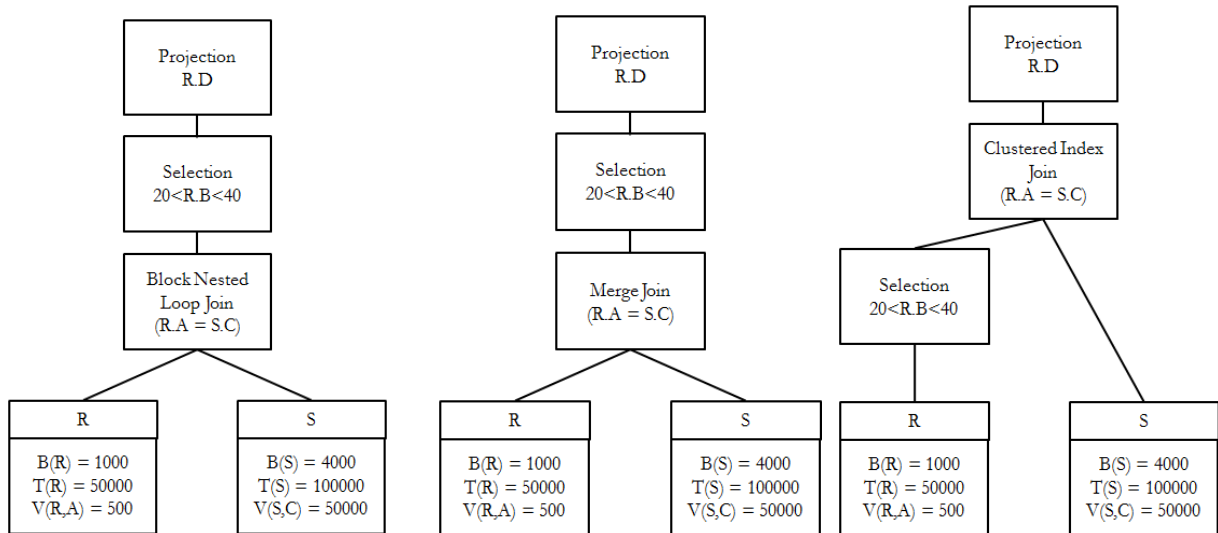 Projection
R.D
Selection
20<R.B<40
Block Nested
Loop Join
(R.A = S.C)
R
B(R) = 1000
T(R) = 50000
V(R,A) = 500
S
B(S) = 4000
T(S) = 100000
V(S,C) = 50000
Projection
R.D
Selection
20<R.B<40
Merge Join
(R.A = S.C)
R
B(R) = 1000
T(R) = 50000
V(R,A) = 500
S
B(S) = 4000
T(S) = 100000
V(S,C) = 50000
Projection
R.D
Clustered Index
Join
(R.A = S.C)
Selection
20<R.B<40
R
B(R) = 1000
T(R) = 50000
V(R,A) = 500
S
B(S) = 4000
T(S) = 100000
V(S,C) = 50000